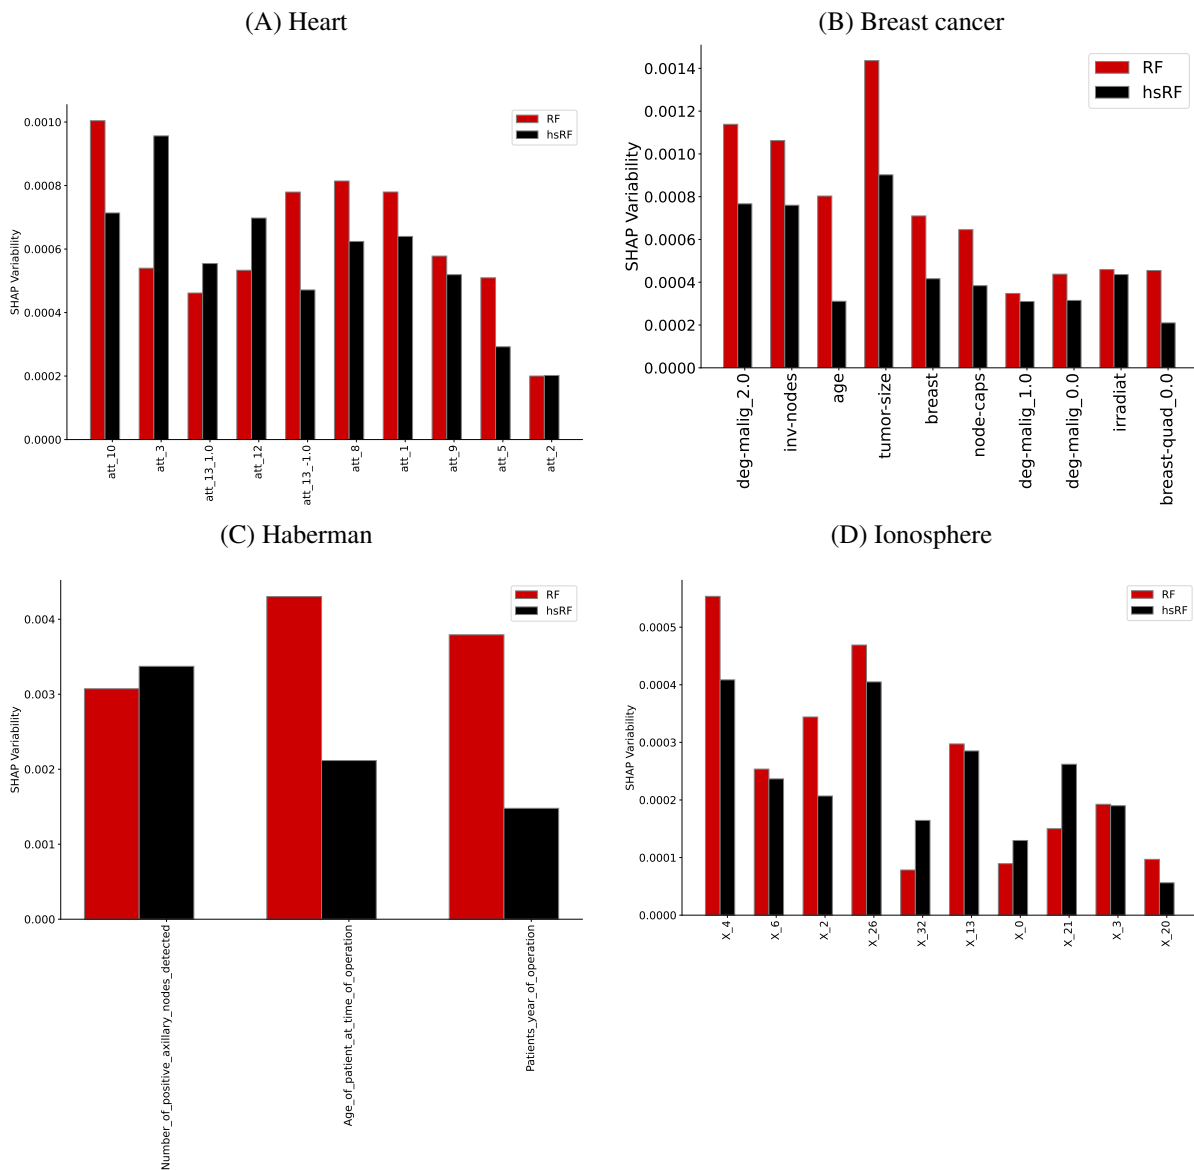 (A) Heart
SHAP Variability
0.0010
0.0008
0.0006
0.0004
0.0002
0.0000
RF
hsRF
att_10
att_3
att_13_1.0
att_12
att_13_-1.0
att_8
att_1
att_9
att_5
att_2
(B) Breast cancer
SHAP Variability
0.0014
0.0012
0.0010
0.0008
0.0006
0.0004
0.0002
0.0000
RF
hsRF
deg-malig_2.0
inv-nodes
age
tumor-size
breast
node-caps
deg-malig_1.0
deg-malig_0.0
irradiat
breast-quad_0.0
(C) Haberman
SHAP Variability
0.004
0.003
0.002
0.001
0.000
RF
hsRF
Number_of_positive_axillary_nodes_detected
Age_of_patient_at_time_of_operation
Patients_year_of_operation
(D) Ionosphere
SHAP Variability
0.0005
0.0004
0.0003
0.0002
0.0001
0.0000
RF
hsRF
X_4
X_6
X_2
X_26
X_32
X_13
X_0
X_21
X_3
X_20